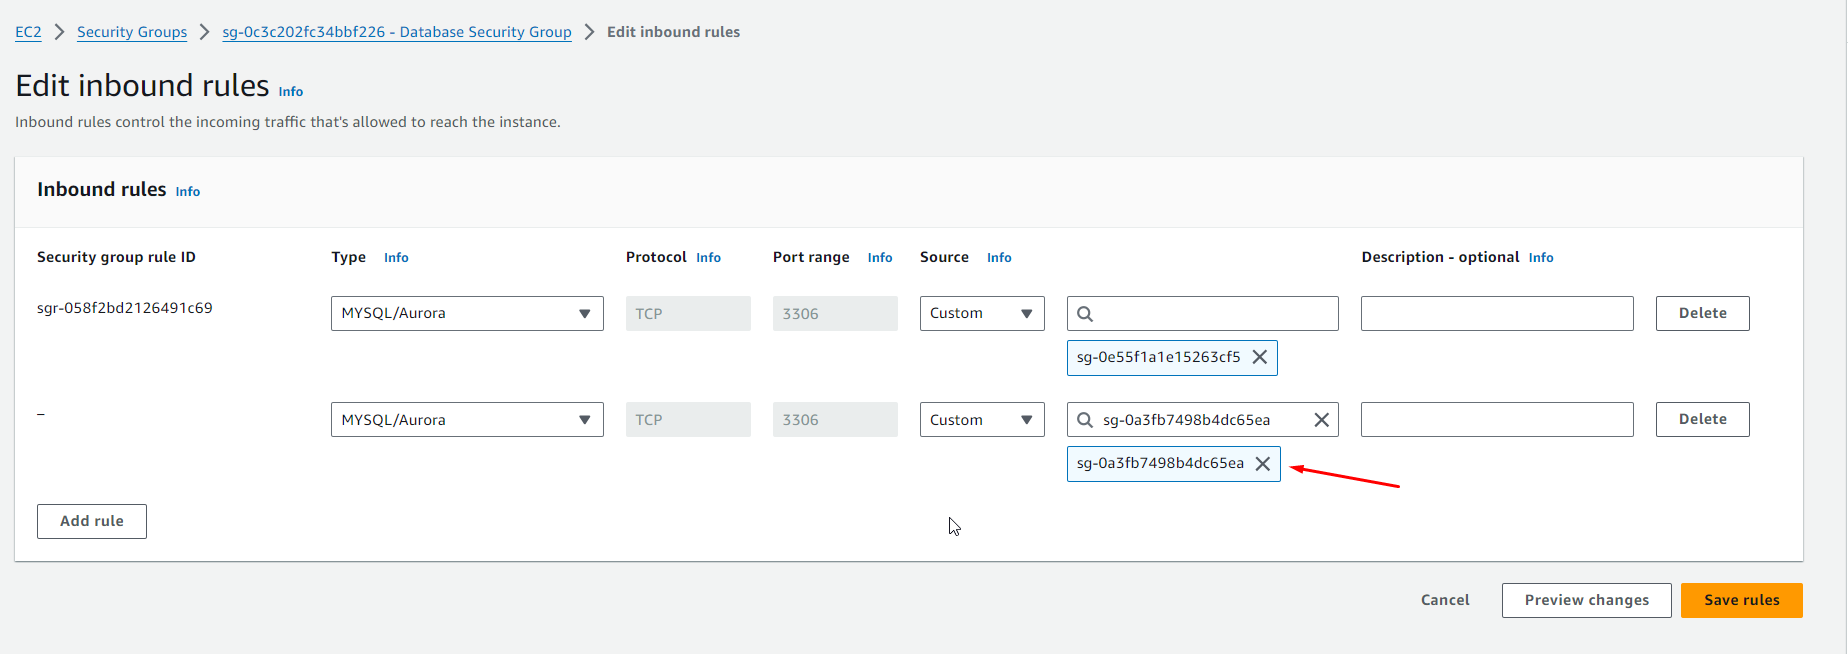 EC2 > Security Groups > sg-0c3c202fc34bbf226 - Database Security Group > Edit inbound rules
Edit inbound rules Info
Inbound rules control the incoming traffic that's allowed to reach the instance.
Inbound rules Info
Security group rule ID Type Info Protocol Info Port range Info Source Info Description - optional Info
sgr-058f2bd2126491c69 MYSQL/Aurora TCP 3306 Custom Delete
sg-0e55f1a1e15263cf5
– MYSQL/Aurora TCP 3306 Custom sg-0a3fb7498b4dc65ea Delete
sg-0a3fb7498b4dc65ea
Add rule
Cancel Preview changes Save rules